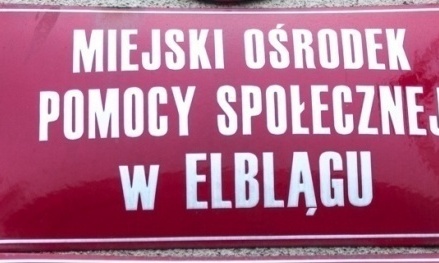 MIEJSKI OŚRODEK
POMOCY SPOŁECZNEJ
w ELBLĄGU